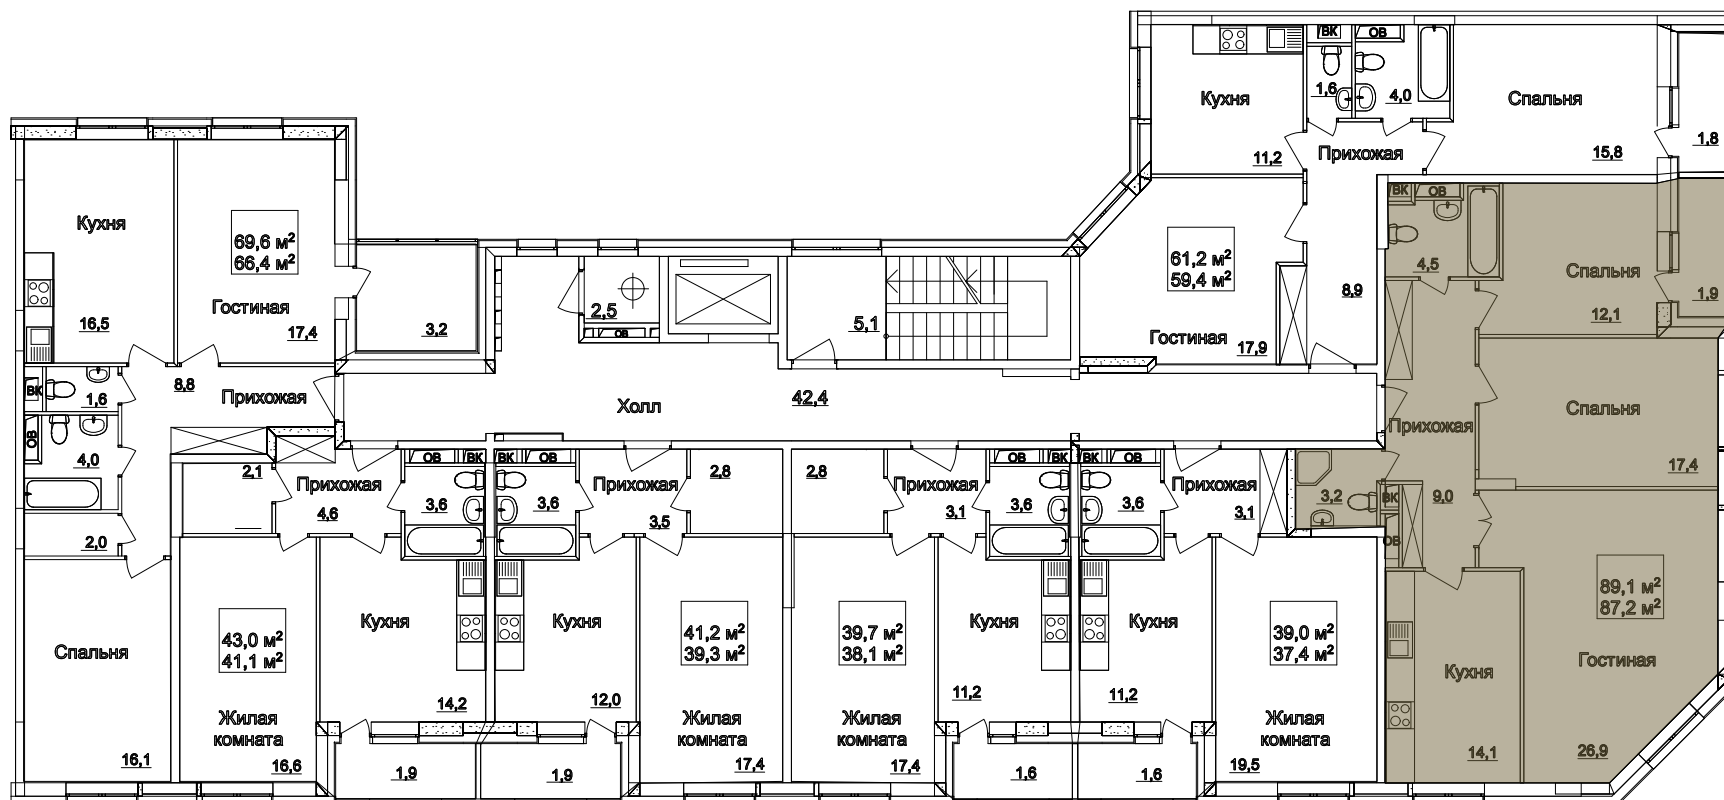 ВК
ОВ
Кухня
1,6
4,0
Спальня
11,2
Прихожая
15,8
1,8
Кухня
69,6 м²
66,4 м²
Гостиная
16,5
17,4
3,2
2,5
ОВ
5,1
61,2 м²
59,4 м²
8,9
Гостиная
17,9
ВК
ОВ
4,5
Спальня
12,1
1,9
ВК
1,6
8,8
Прихожая
Холл
42,4
Спальня
Прихожая
17,4
ОВ
4,0
2,0
2,1
Прихожая
4,6
ОВ
ВК
3,6
ВК
ОВ
3,6
Прихожая
3,5
2,8
2,8
Прихожая
3,1
ОВ
ВК
3,6
ВК
ОВ
3,6
Прихожая
3,1
3,2
ВК
ОВ
9,0
Спальня
16,1
43,0 м²
41,1 м²
Жилая
комната
16,6
Кухня
14,2
1,9
Кухня
12,0
1,9
41,2 м²
39,3 м²
Жилая
комната
17,4
39,7 м²
38,1 м²
Жилая
комната
17,4
Кухня
11,2
1,6
Кухня
11,2
1,6
39,0 м²
37,4 м²
Жилая
комната
19,5
89,1 м²
87,2 м²
Кухня
14,1
Гостиная
26,9